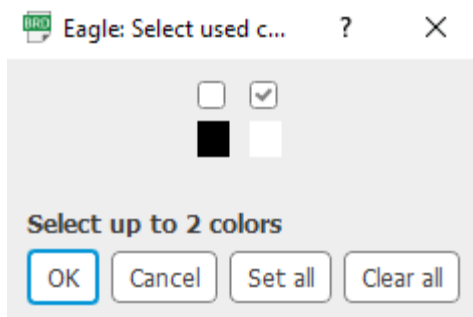 BRD Eagle: Select used c... ?
Select up to 2 colors
OK Cancel Set all Clear all